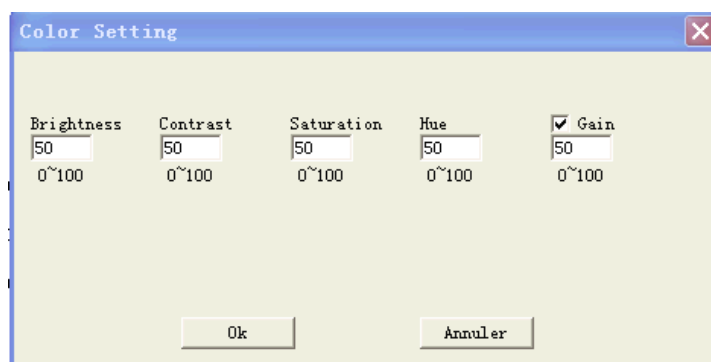 Color Setting
Brightness Contrast Saturation Hue Gain
50 50 50 50 50
0~100 0~100 0~100 0~100 0~100
Ok Annuler